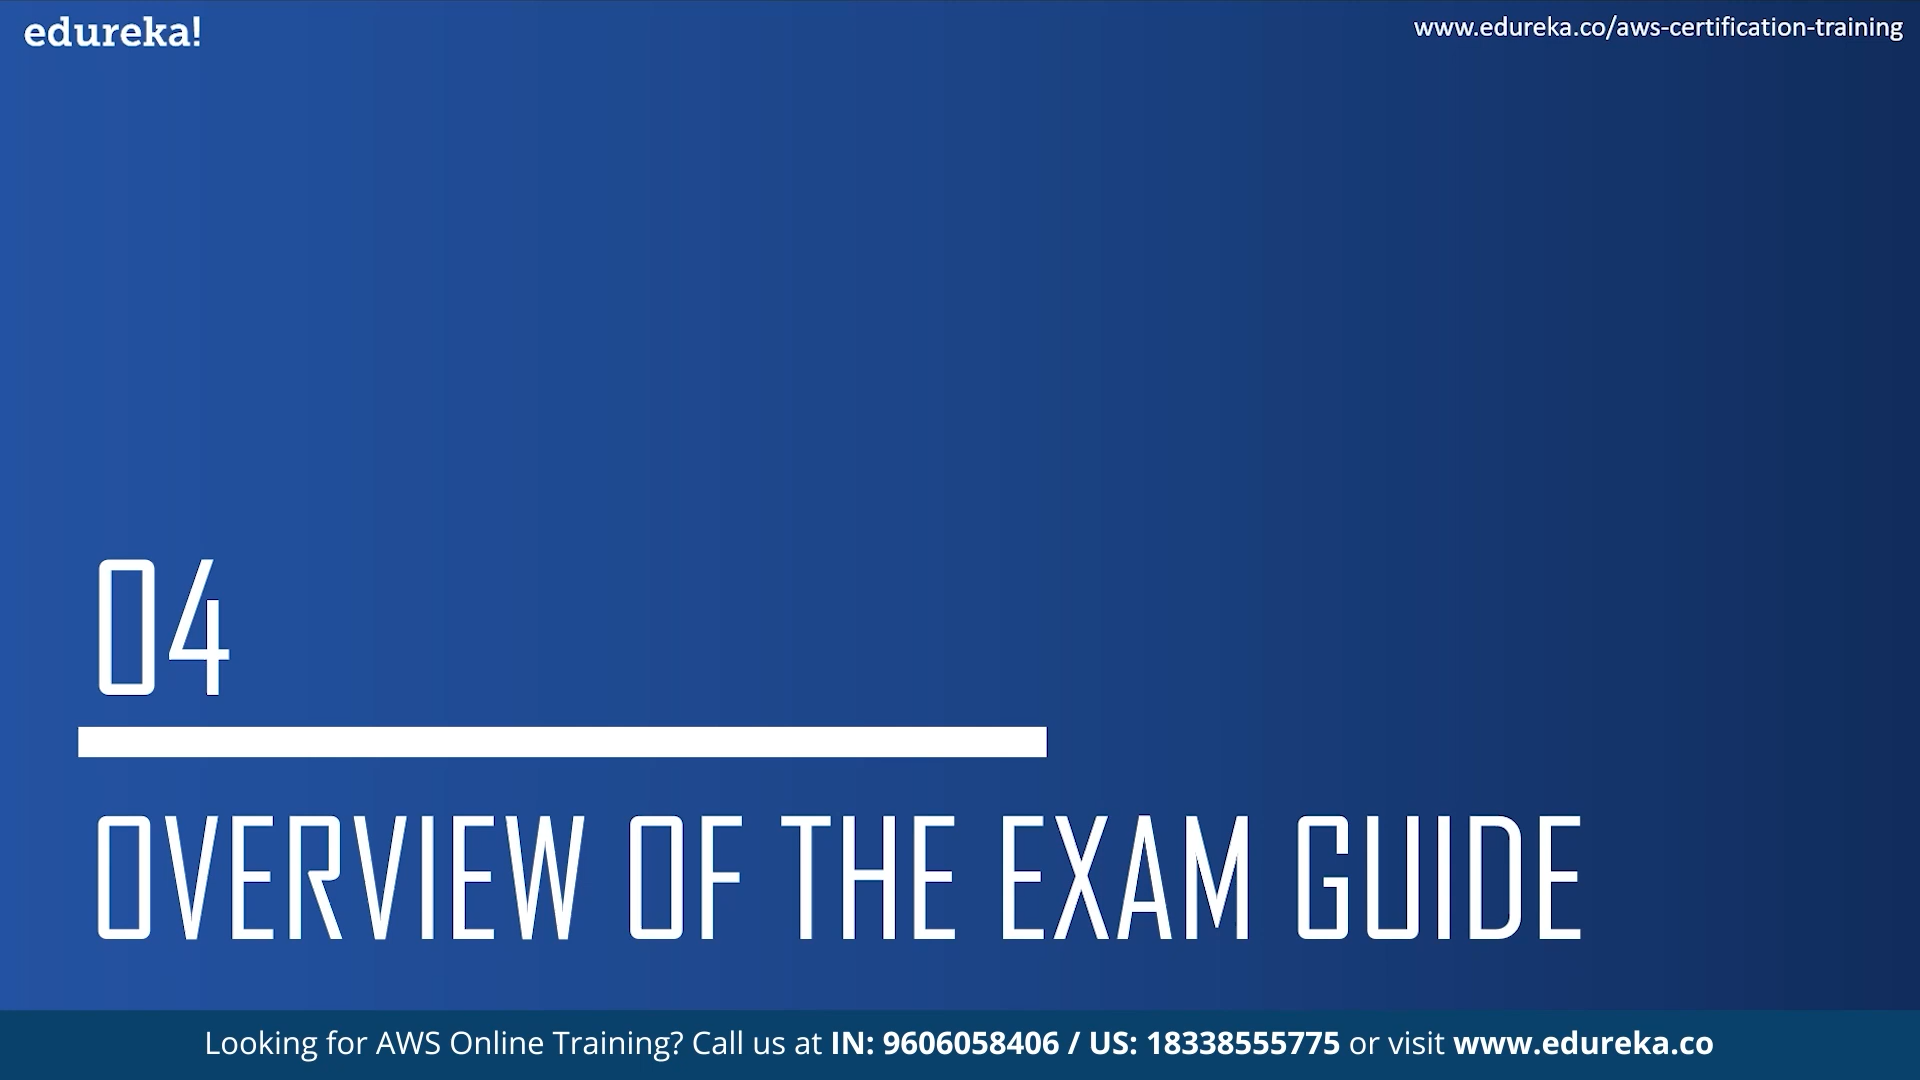 edureka!
www.edureka.co/aws-certification-training
04
OVERVIEW OF THE EXAM GUIDE
Looking for AWS Online Training? Call us at IN: 9606058406 / US: 18338555775 or visit www.edureka.co